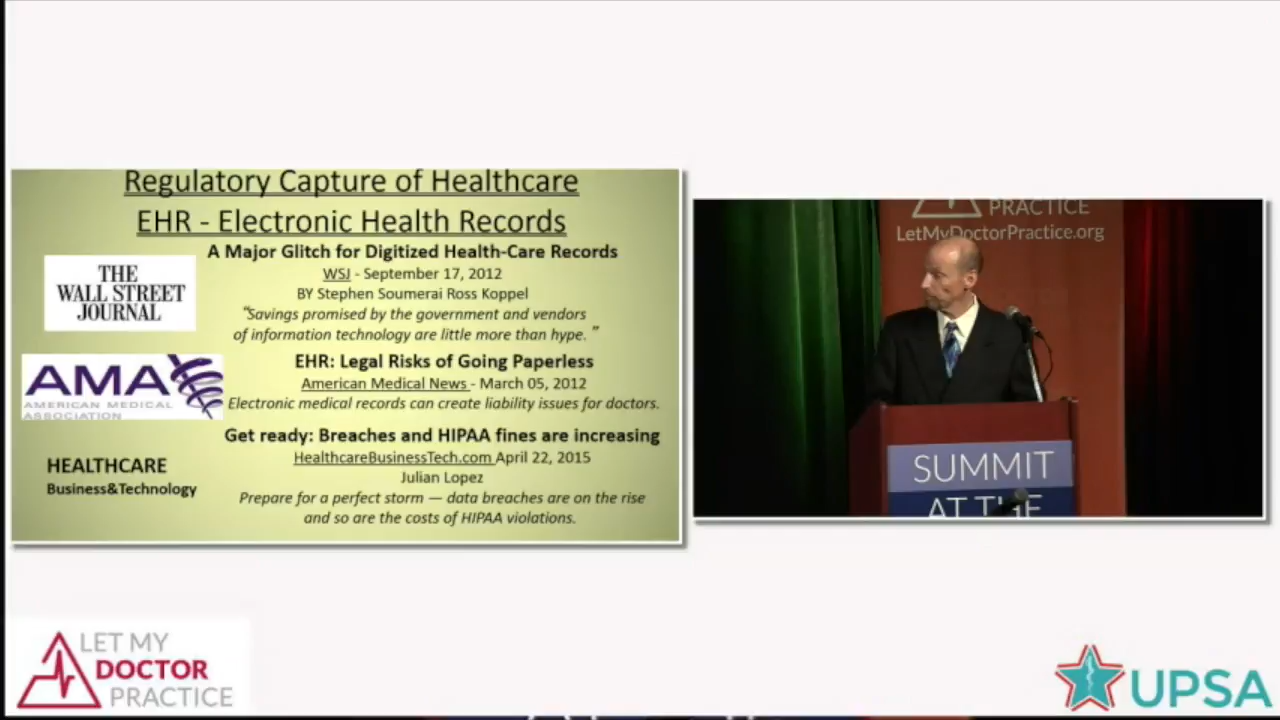 Regulatory Capture of Healthcare
EHR - Electronic Health Records
A Major Glitch for Digitized Health-Care Records
WSJ - September 17, 2012
BY Stephen Soumerai Ross Koppel
"Savings promised by the government and vendors
of information technology are little more than hype."
THE
WALL STREET
JOURNAL
EHR: Legal Risks of Going Paperless
American Medical News - March 05, 2012
Electronic medical records can create liability issues for doctors.
AMA
AMERICAN MEDICAL
ASSOCIATION
Get ready: Breaches and HIPAA fines are increasing
HealthcareBusinessTech.com April 22, 2015
Julian Lopez
Prepare for a perfect storm — data breaches are on the rise
and so are the costs of HIPAA violations.
HEALTHCARE
Business&Technology
PRACTICE
LetMyDoctorPractice.org
SUMMIT
AT THE
LET MY
DOCTOR
PRACTICE
UPSA